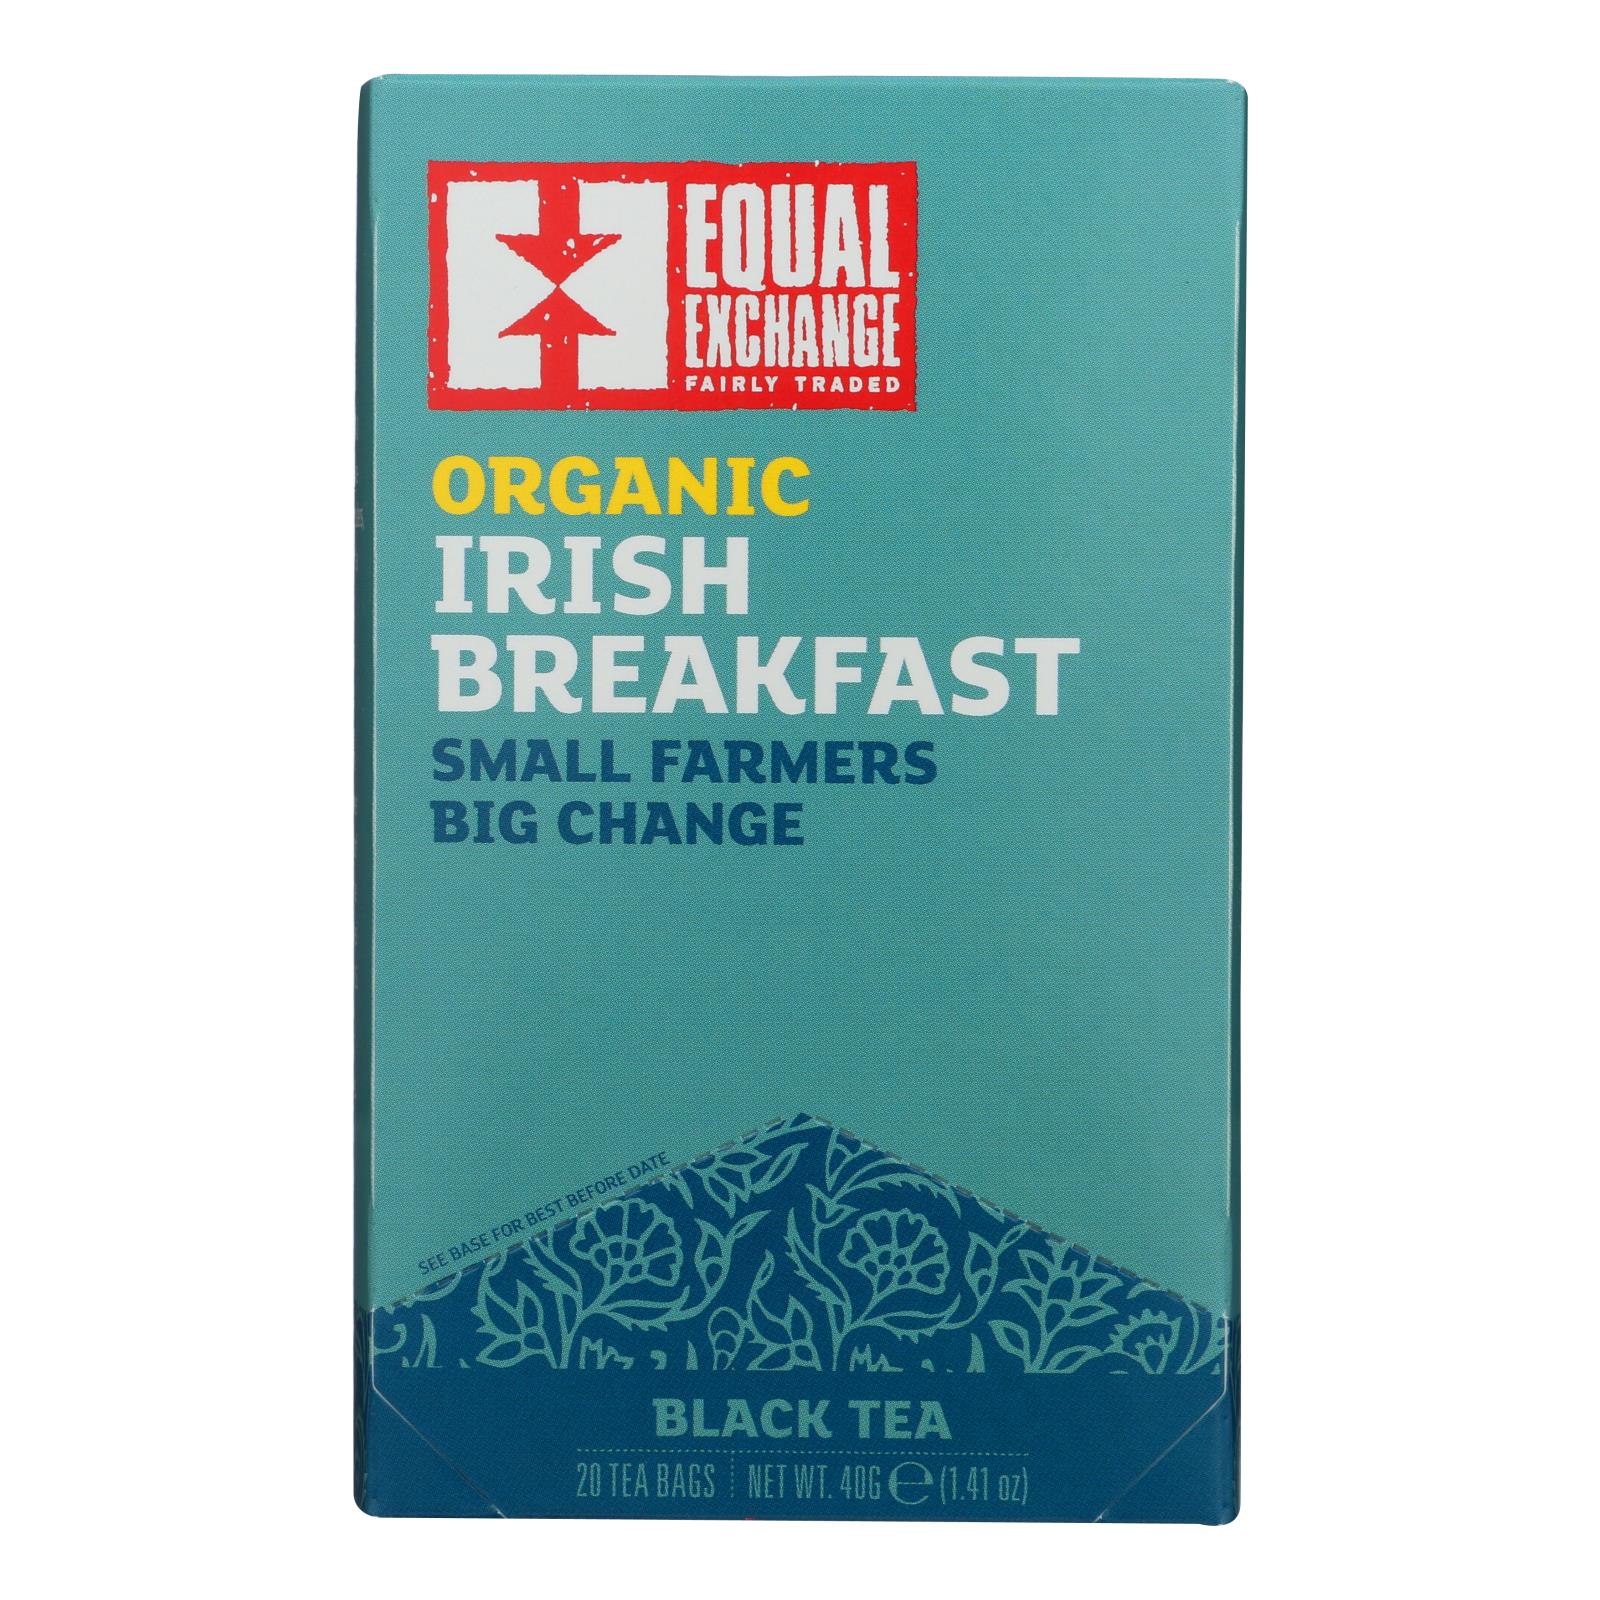 EQUAL
EXCHANGE
FAIRLY TRADED
ORGANIC
IRISH
BREAKFAST
SMALL FARMERS
BIG CHANGE
SEE BASE FOR BEST BEFORE DATE
BLACK TEA
20 TEA BAGS NET WT. 40G ℮ (1.41 oz)